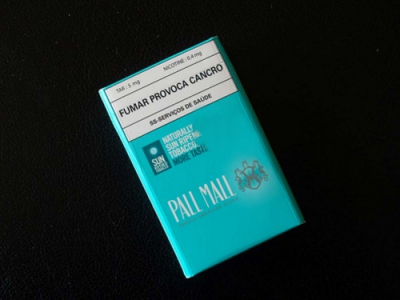 TAR: 5 mg NICOTINE: 0.4 mg
FUMAR PROVOCA CANCRO
SS-SERVIÇOS DE SAÚDE
NATURALLY
SUN RIPENED
TOBACCO
MORE TASTE
SUN
PALL MALL